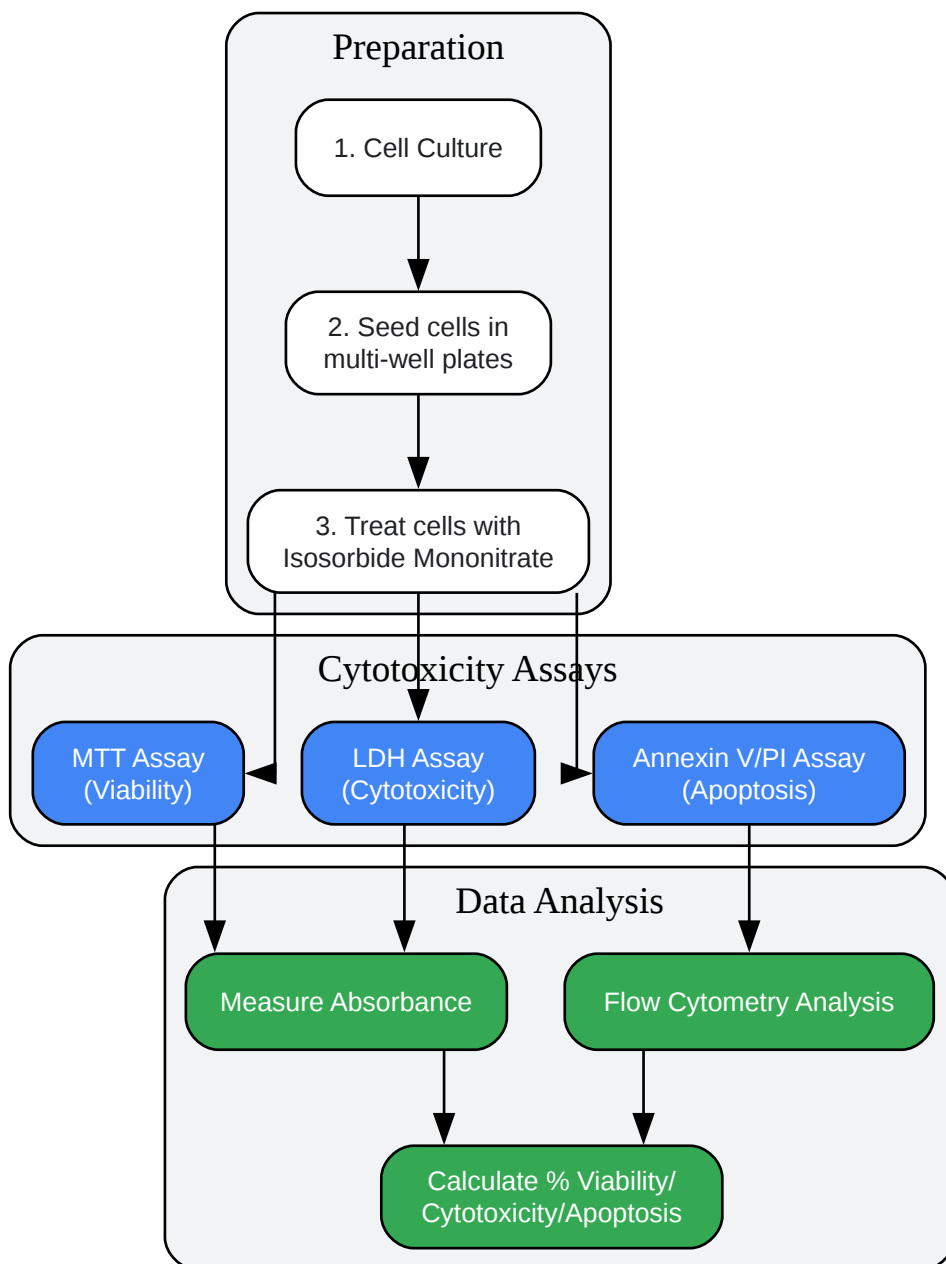 Preparation
1. Cell Culture
2. Seed cells in
multi-well plates
3. Treat cells with
Isosorbide Mononitrate
Cytotoxicity Assays
MTT Assay
(Viability)
LDH Assay
(Cytotoxicity)
Annexin V/PI Assay
(Apoptosis)
Data Analysis
Measure Absorbance
Flow Cytometry Analysis
Calculate % Viability/
Cytotoxicity/Apoptosis